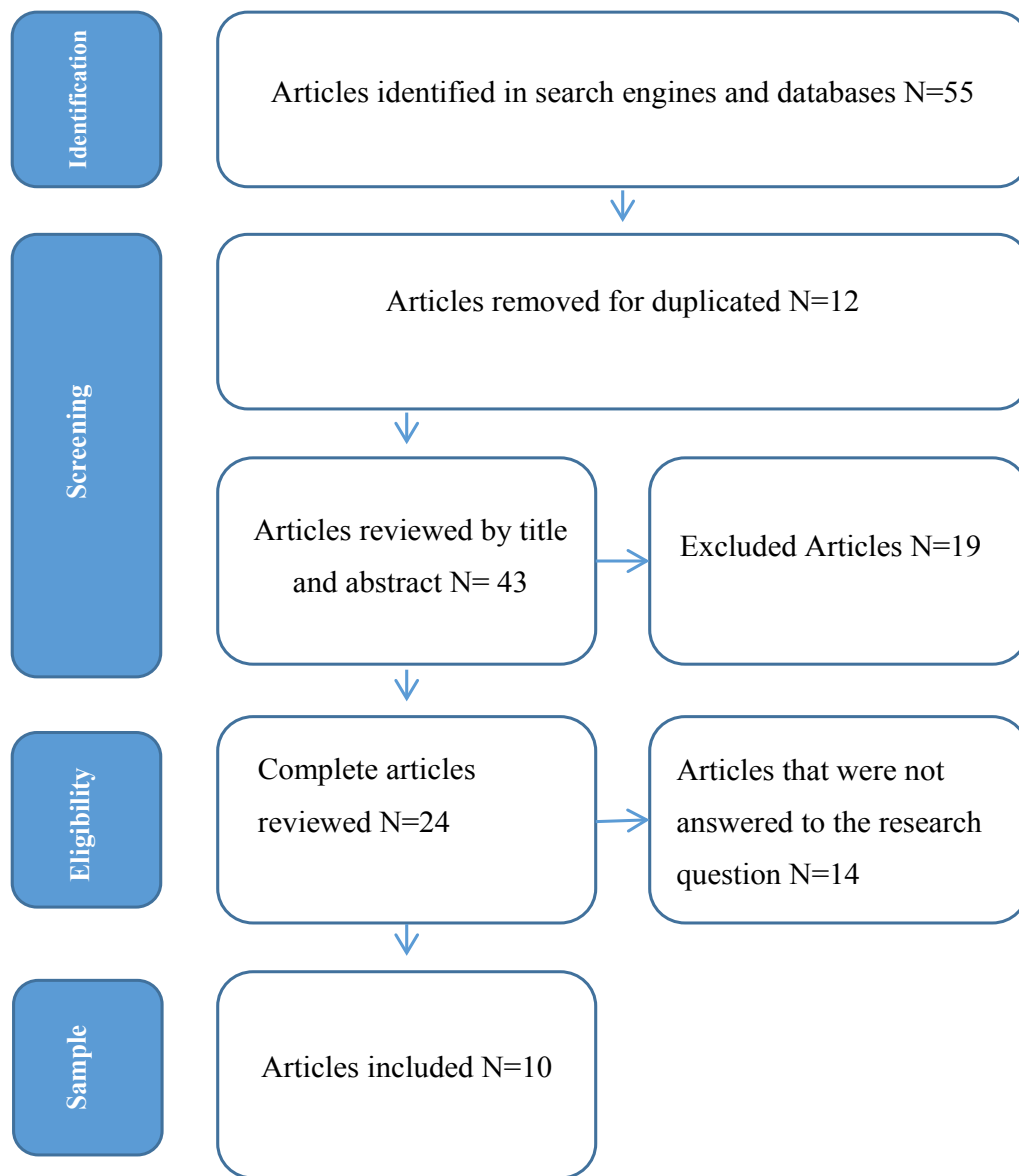 Identification
Articles identified in search engines and databases N=55
Screening
Articles removed for duplicated N=12
Articles reviewed by title
and abstract N= 43
Excluded Articles N=19
Eligibility
Complete articles
reviewed N=24
Articles that were not
answered to the research
question N=14
Sample
Articles included N=10